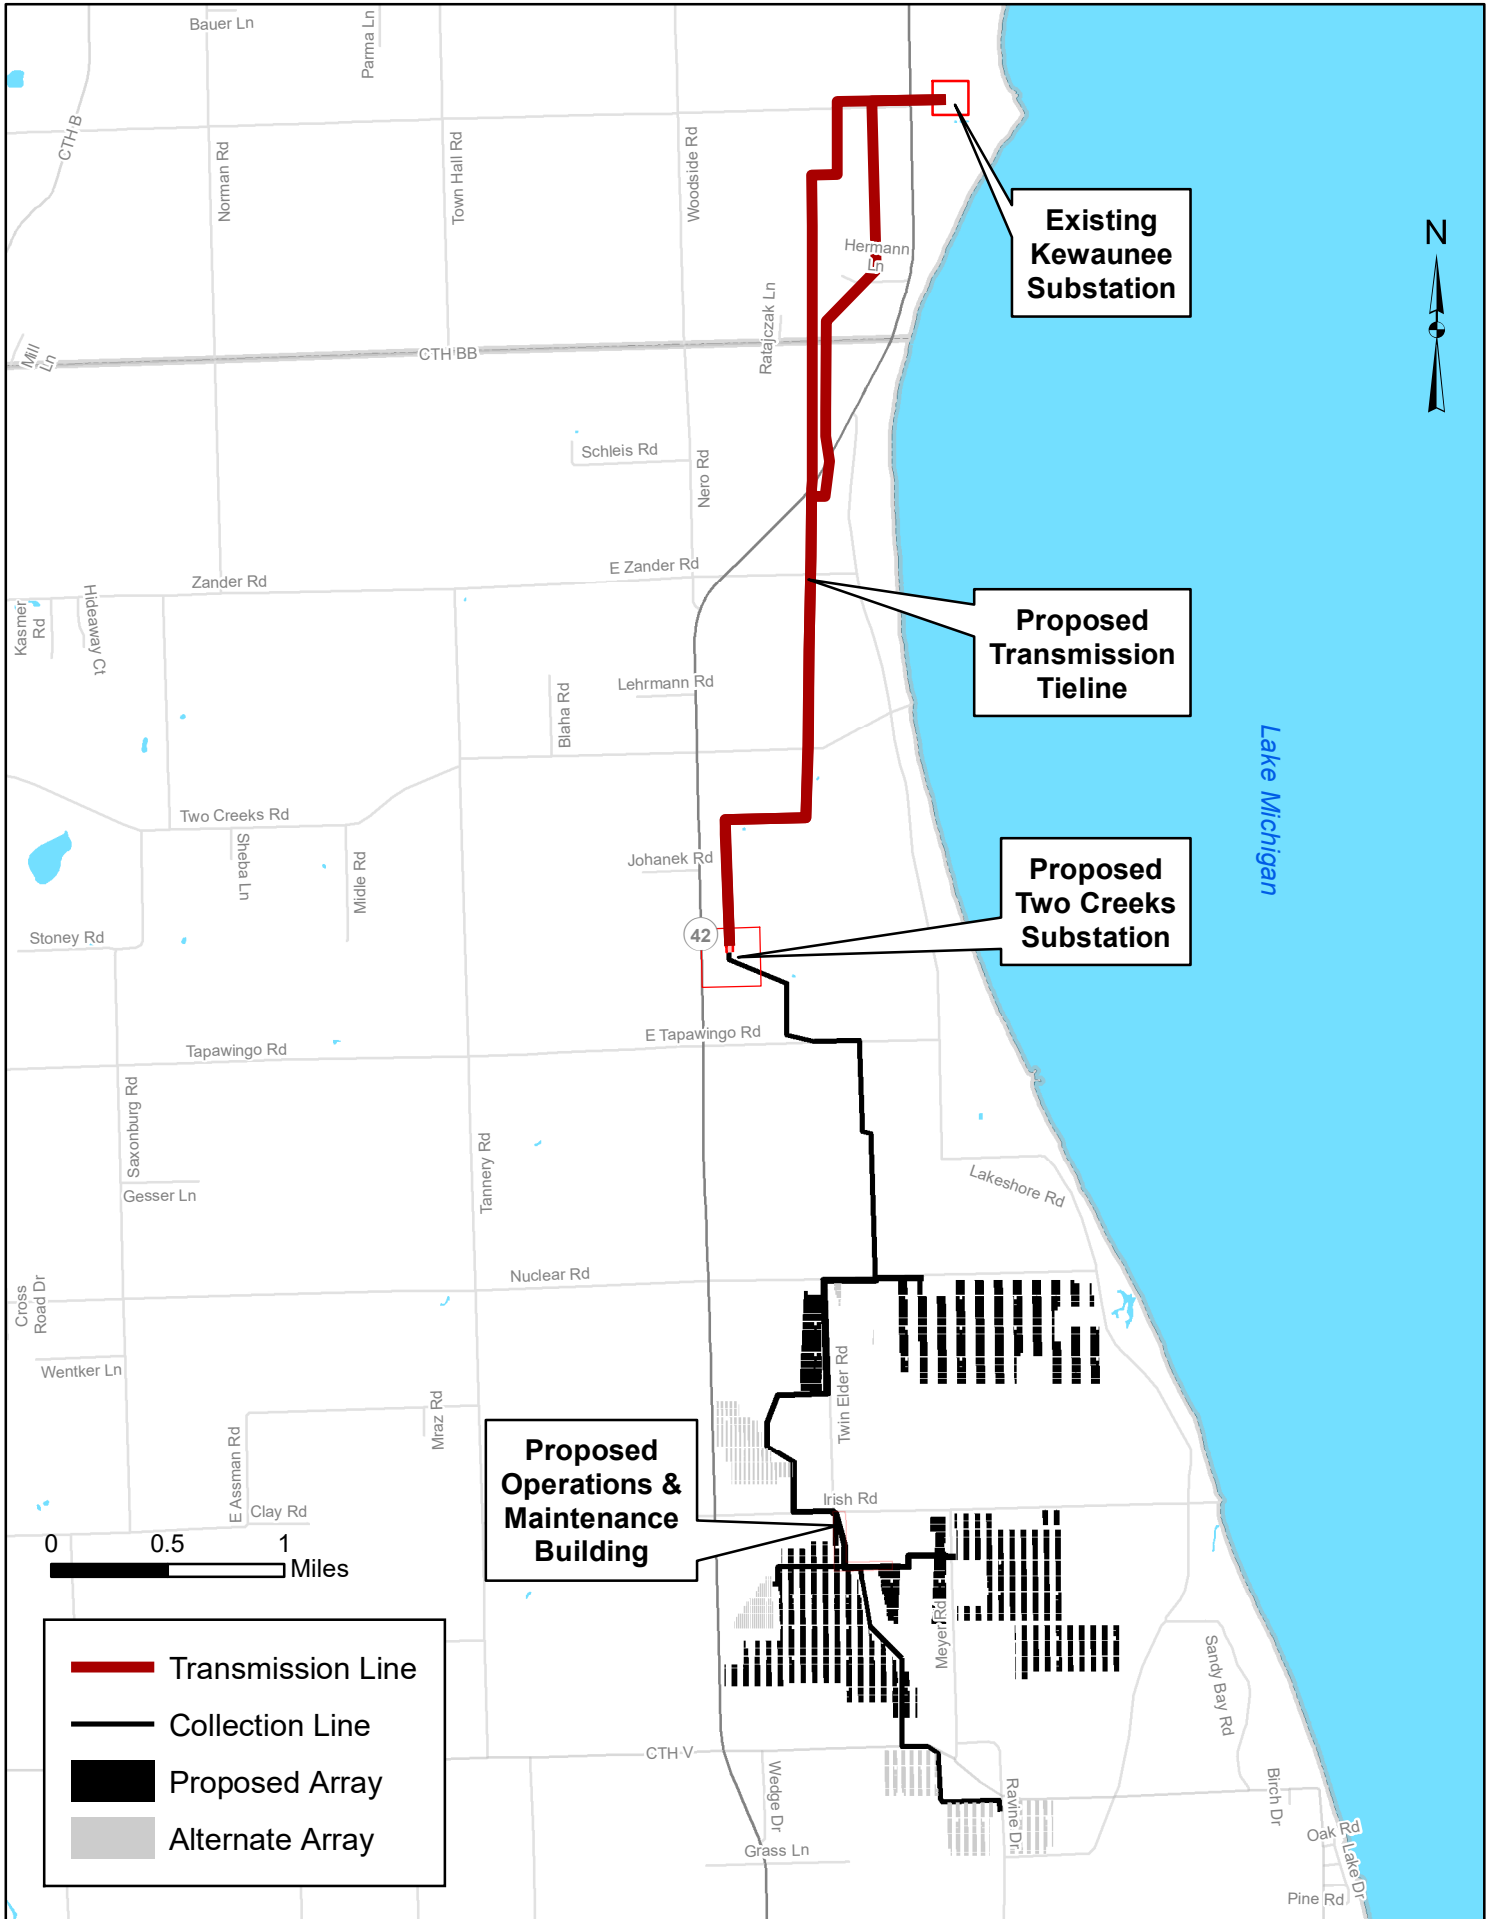 Bauer Ln
Parma Ln
CTH B
Norman Rd
Town Hall Rd
Woodside Rd
Existing
Kewaunee
Substation
N
Hermann
Ln
Ratajczak Ln
Mill
Ln
CTH BB
Schleis Rd
Nero Rd
E Zander Rd
Zander Rd
Kasmer
Rd
Hideaway Ct
Proposed
Transmission
Tieline
Lehrmann Rd
Blaha Rd
Lake Michigan
Two Creeks Rd
Sheba Ln
Midle Rd
Johanek Rd
Proposed
Two Creeks
Substation
42
Stoney Rd
E Tapawingo Rd
Tapawingo Rd
Saxonburg Rd
Tannery Rd
Gesser Ln
Lakeshore Rd
Nuclear Rd
Cross
Road Dr
Wentker Ln
Twin Elder Rd
Mraz Rd
E Assman Rd
Clay Rd
Proposed
Operations &
Maintenance
Building
Irish Rd
0 0.5 1
Miles
Meyer Rd
Sandy Bay Rd
Transmission Line
Collection Line
Proposed Array
Alternate Array
CTH V
Wedge Dr
Grass Ln
Ravine Dr
Birch Dr
Oak Rd
Lake Dr
Pine Rd